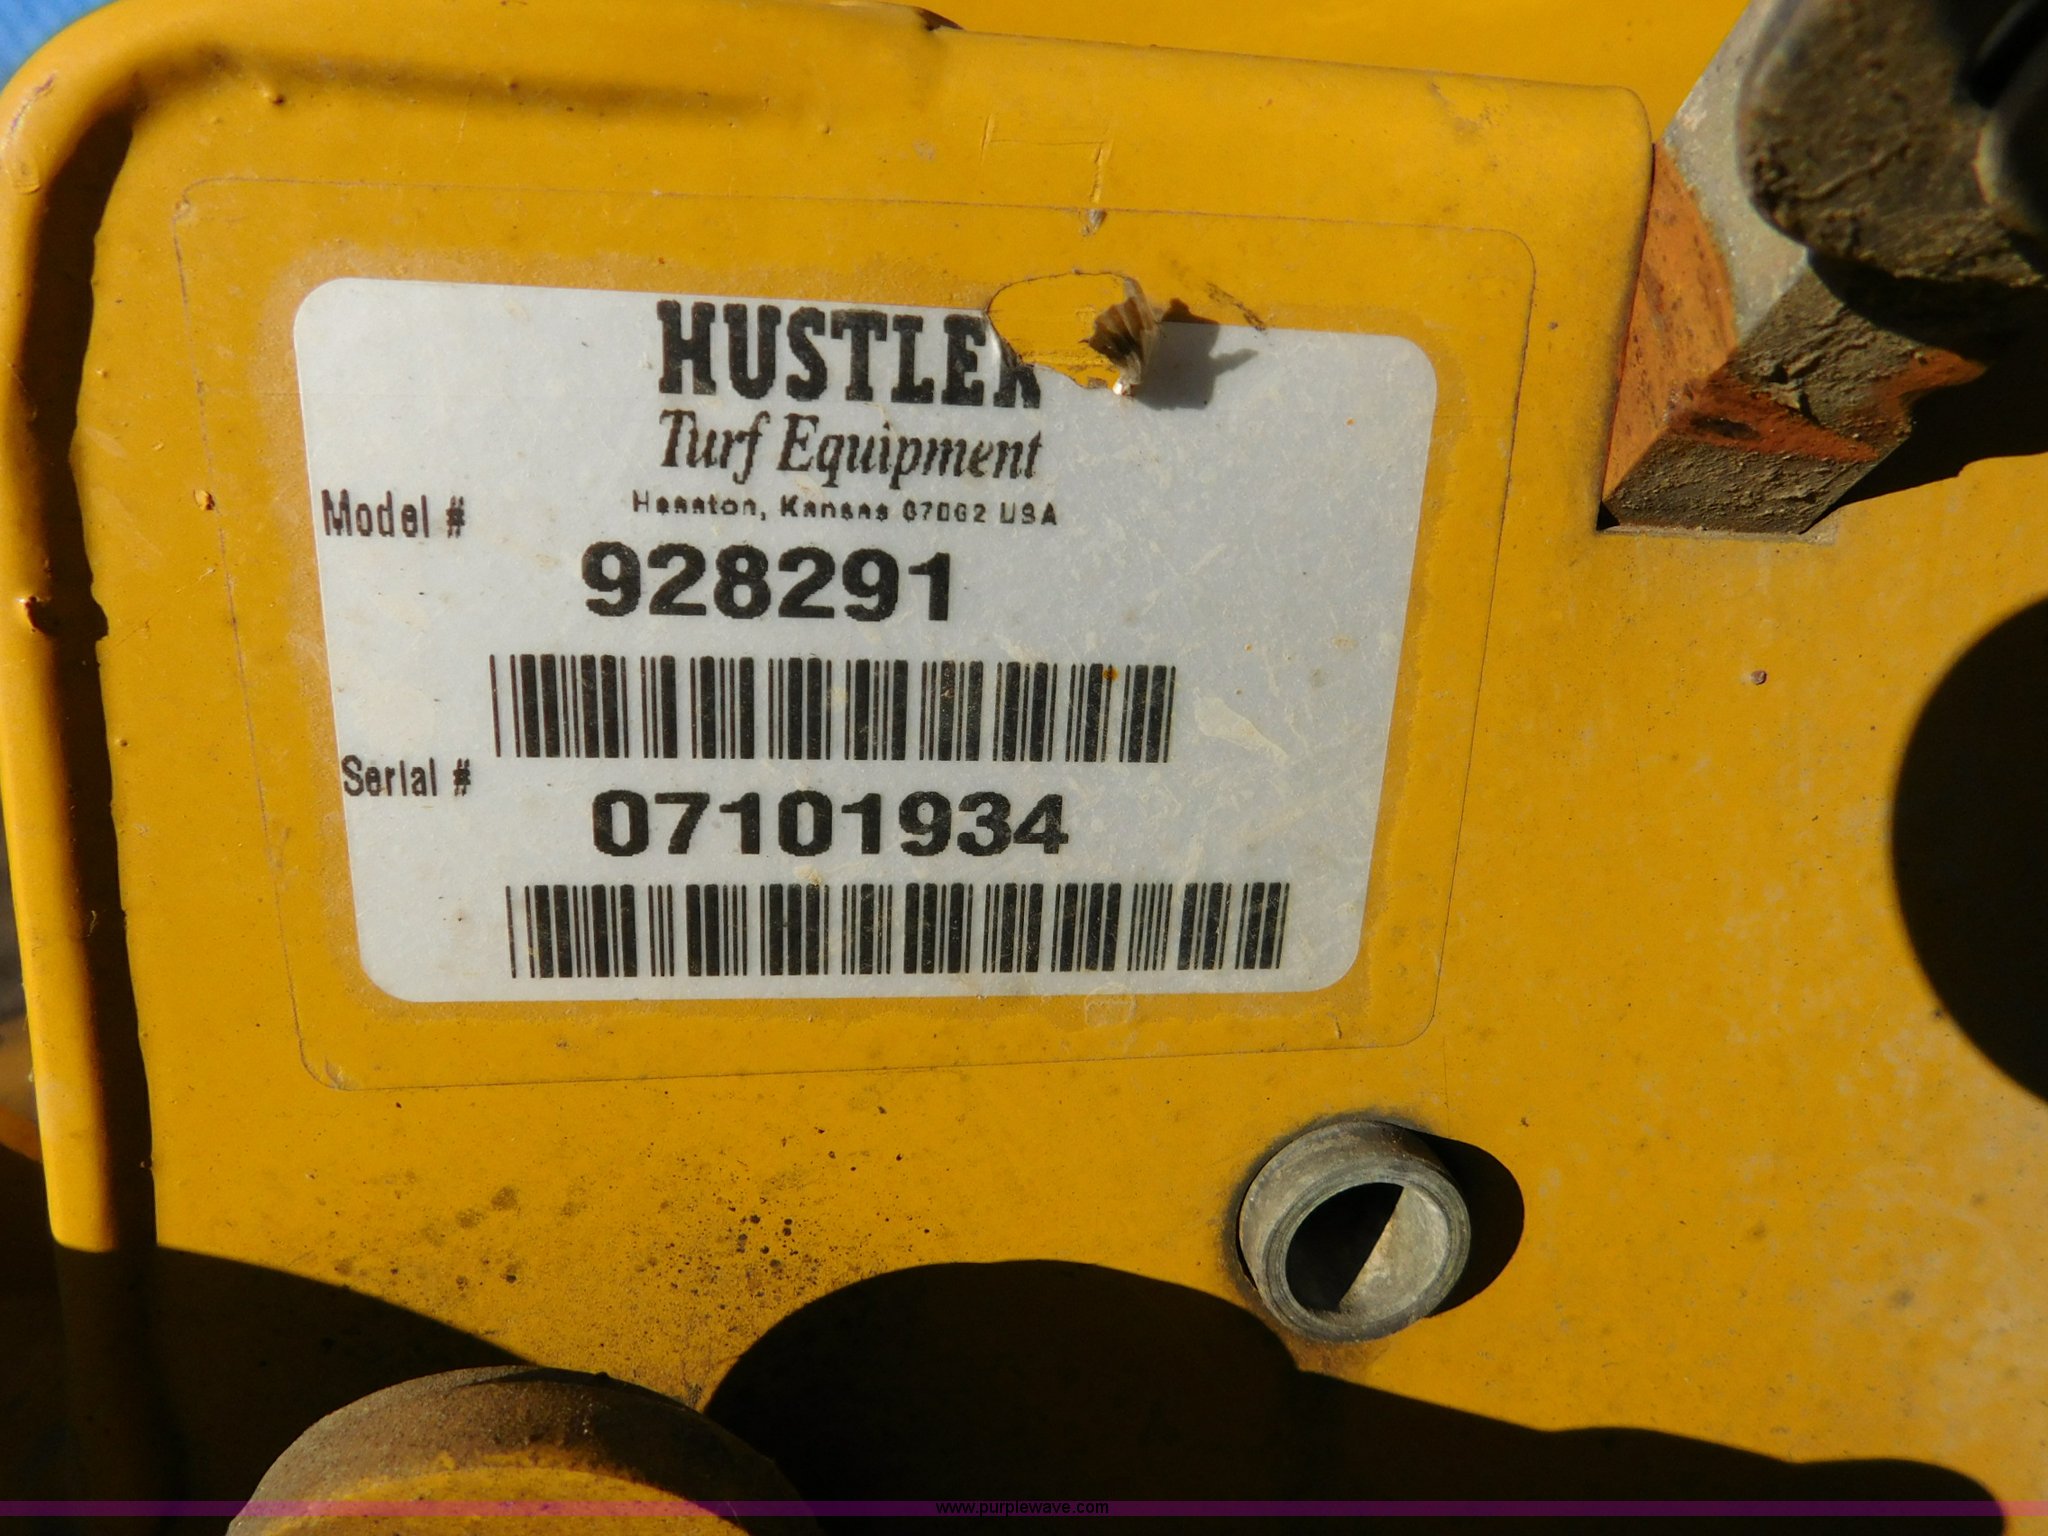 HUSTLER
Turf Equipment
Hesston, Kansas 67062 USA
Model #
928291
Serial #
07101934
www.purplewave.com